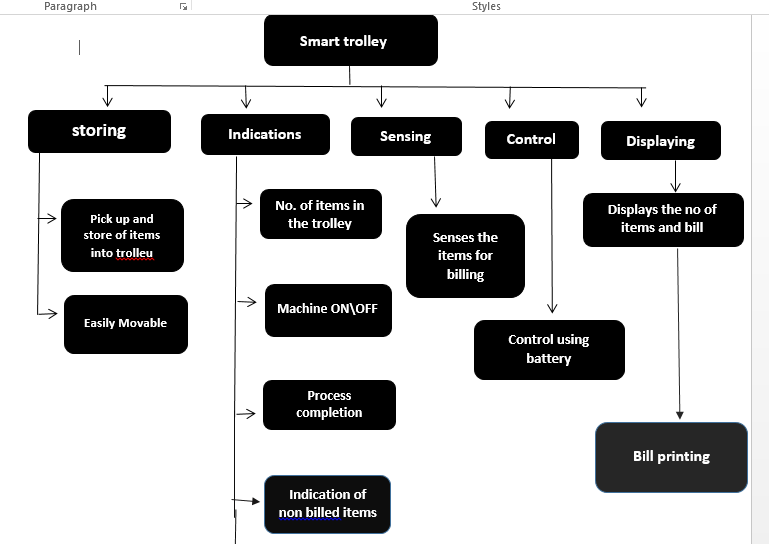 Paragraph
Styles
Smart trolley
storing
Indications
Sensing
Control
Displaying
Pick up and
store of items
into trolleu
Easily Movable
No. of items in
the trolley
Machine ON\OFF
Process
completion
Indication of
non billed items
Senses the
items for
billing
Control using
battery
Displays the no of
items and bill
Bill printing